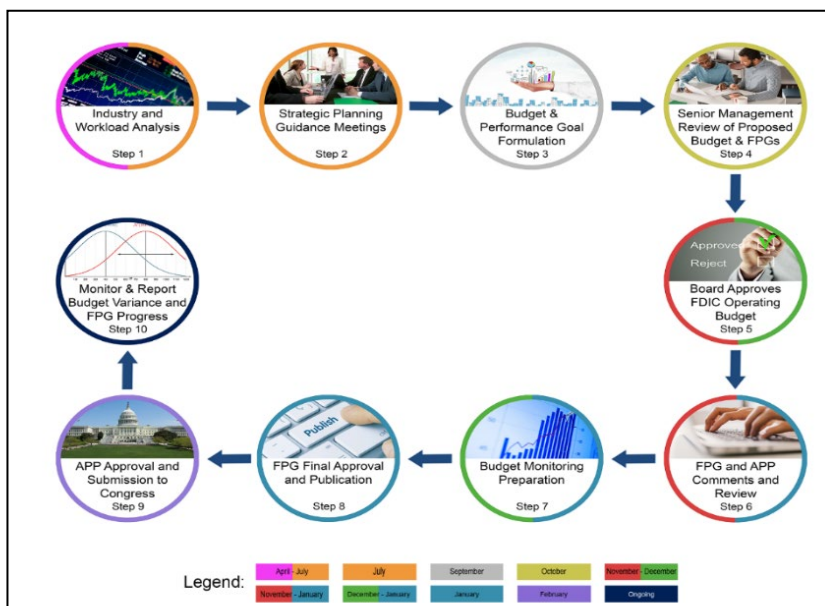 Industry and
Workload Analysis
Step 1
Strategic Planning
Guidance Meetings
Step 2
Budget &
Performance Goal
Formulation
Step 3
Senior Management
Review of Proposed
Budget & FPGs
Step 4
Approved
Reject
Board Approves
FDIC Operating
Budget
Step 5
FPG and APP
Comments and
Review
Step 6
Budget Monitoring
Preparation
Step 7
Publish
FPG Final Approval
and Publication
Step 8
APP Approval and
Submission to
Congress
Step 9
Monitor & Report
Budget Variance and
FPG Progress
Step 10
Legend:
April - July
July
September
October
November - December
November - January
December - January
January
February
Ongoing